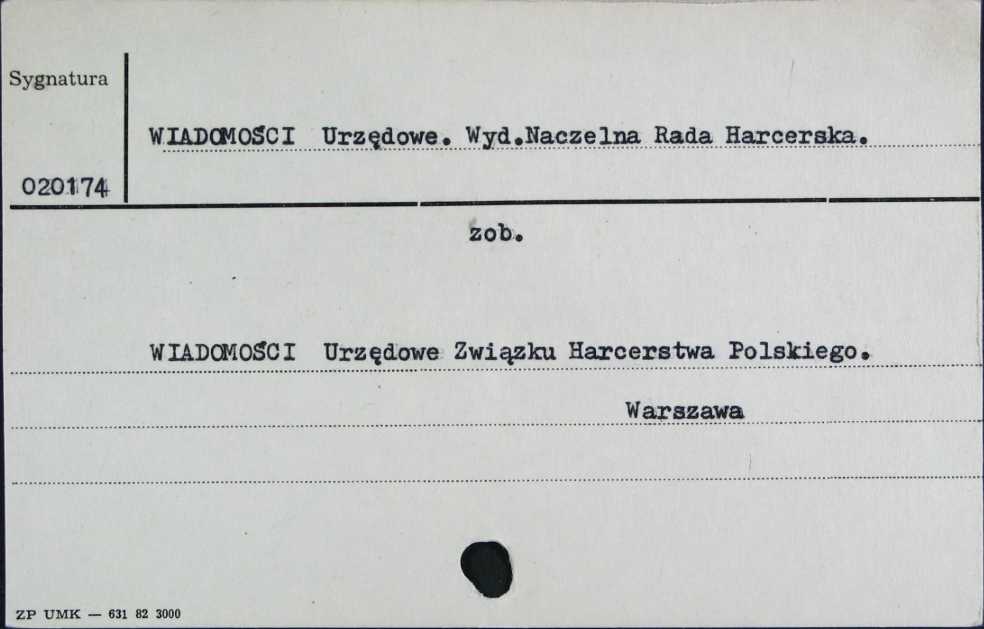 Sygnatura
WIADOMOŚCI Urzędowe. Wyd.Naczelna Rada Harcerska.
020174
zob.
WIADOMOŚCI Urzędowe Związku Harcerstwa Polskiego.
Warszawa
ZP UMK — 631 82 3000